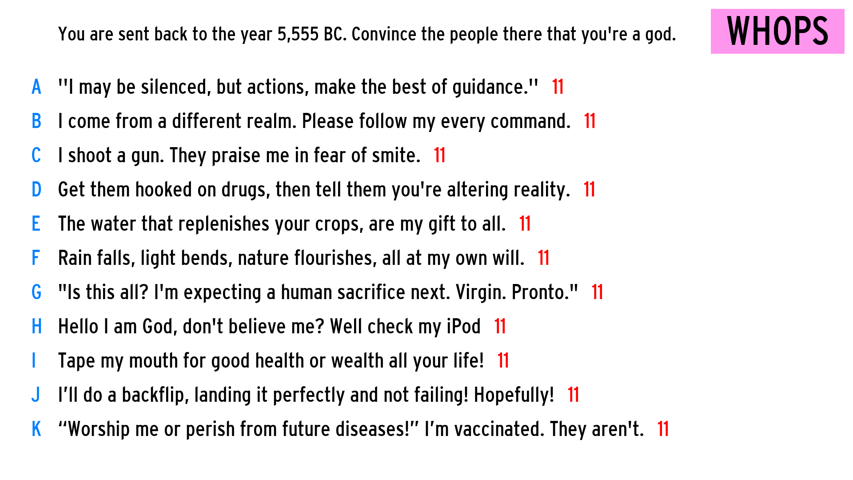 You are sent back to the year 5,555 BC. Convince the people there that you're a god.
WHOPS
A ''I may be silenced, but actions, make the best of guidance.'' 11
B I come from a different realm. Please follow my every command. 11
C I shoot a gun. They praise me in fear of smite. 11
D Get them hooked on drugs, then tell them you're altering reality. 11
E The water that replenishes your crops, are my gift to all. 11
F Rain falls, light bends, nature flourishes, all at my own will. 11
G "Is this all? I'm expecting a human sacrifice next. Virgin. Pronto." 11
H Hello I am God, don't believe me? Well check my iPod 11
I Tape my mouth for good health or wealth all your life! 11
J I’ll do a backflip, landing it perfectly and not failing! Hopefully! 11
K “Worship me or perish from future diseases!” I’m vaccinated. They aren't. 11